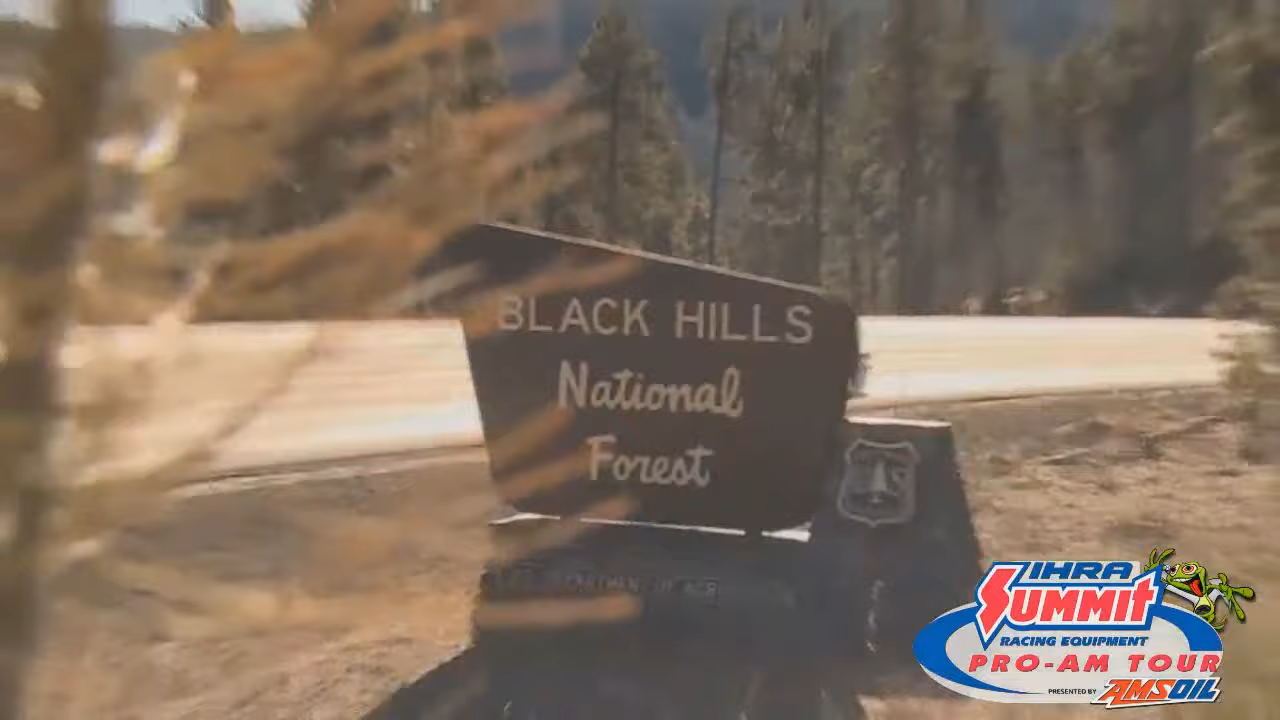 BLACK HILLS
National
Forest
IHRA
SUMMIT
RACING EQUIPMENT
PRO-AM TOUR
PRESENTED BY AMSOIL